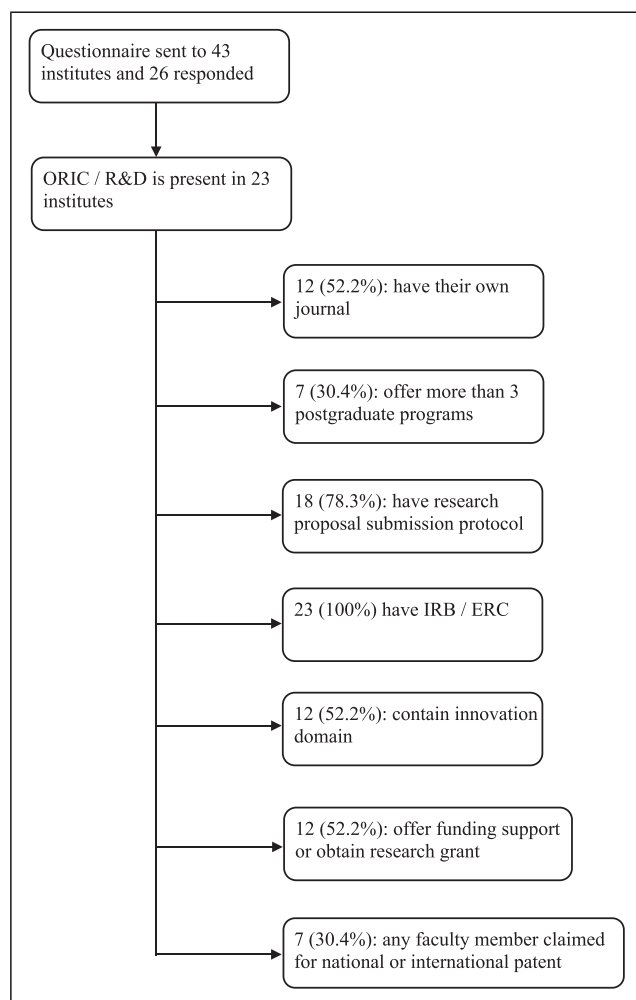 Questionnaire sent to 43
institutes and 26 responded
ORIC / R&D is present in 23
institutes
12 (52.2%): have their own
journal
7 (30.4%): offer more than 3
postgraduate programs
18 (78.3%): have research
proposal submission protocol
23 (100%) have IRB / ERC
12 (52.2%): contain innovation
domain
12 (52.2%): offer funding support
or obtain research grant
7 (30.4%): any faculty member claimed
for national or international patent